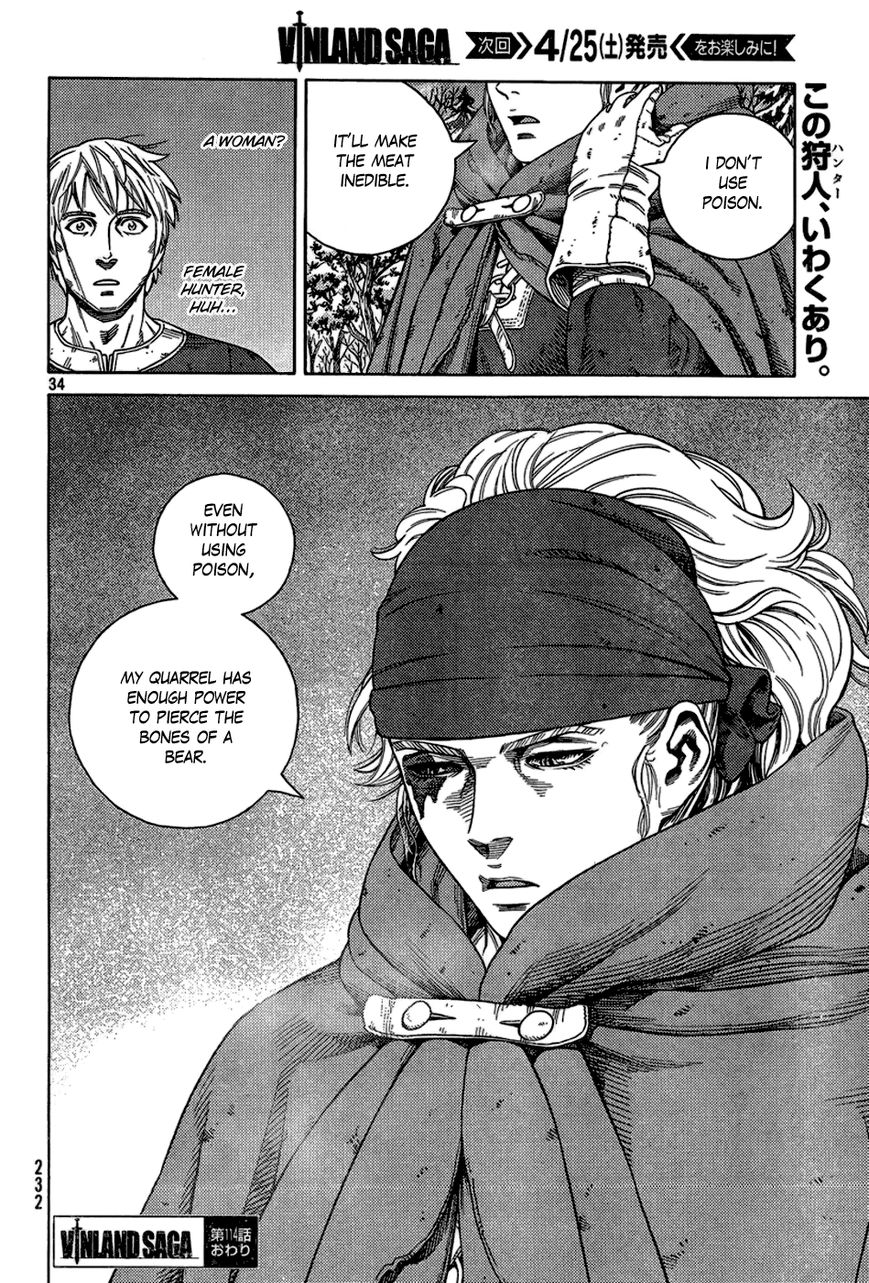 VINLAND SAGA
次回
4/25(土)発売
をお楽しみに!
この狩人、いわくあり。
ハンター
I DON'T
USE
POISON.
IT'LL MAKE
THE MEAT
INEDIBLE.
A WOMAN?
FEMALE
HUNTER,
HUH...
34
EVEN
WITHOUT
USING
POISON,
MY QUARREL HAS
ENOUGH POWER
TO PIERCE THE
BONES OF A
BEAR.
232
VINLAND SAGA
第114話
おわり